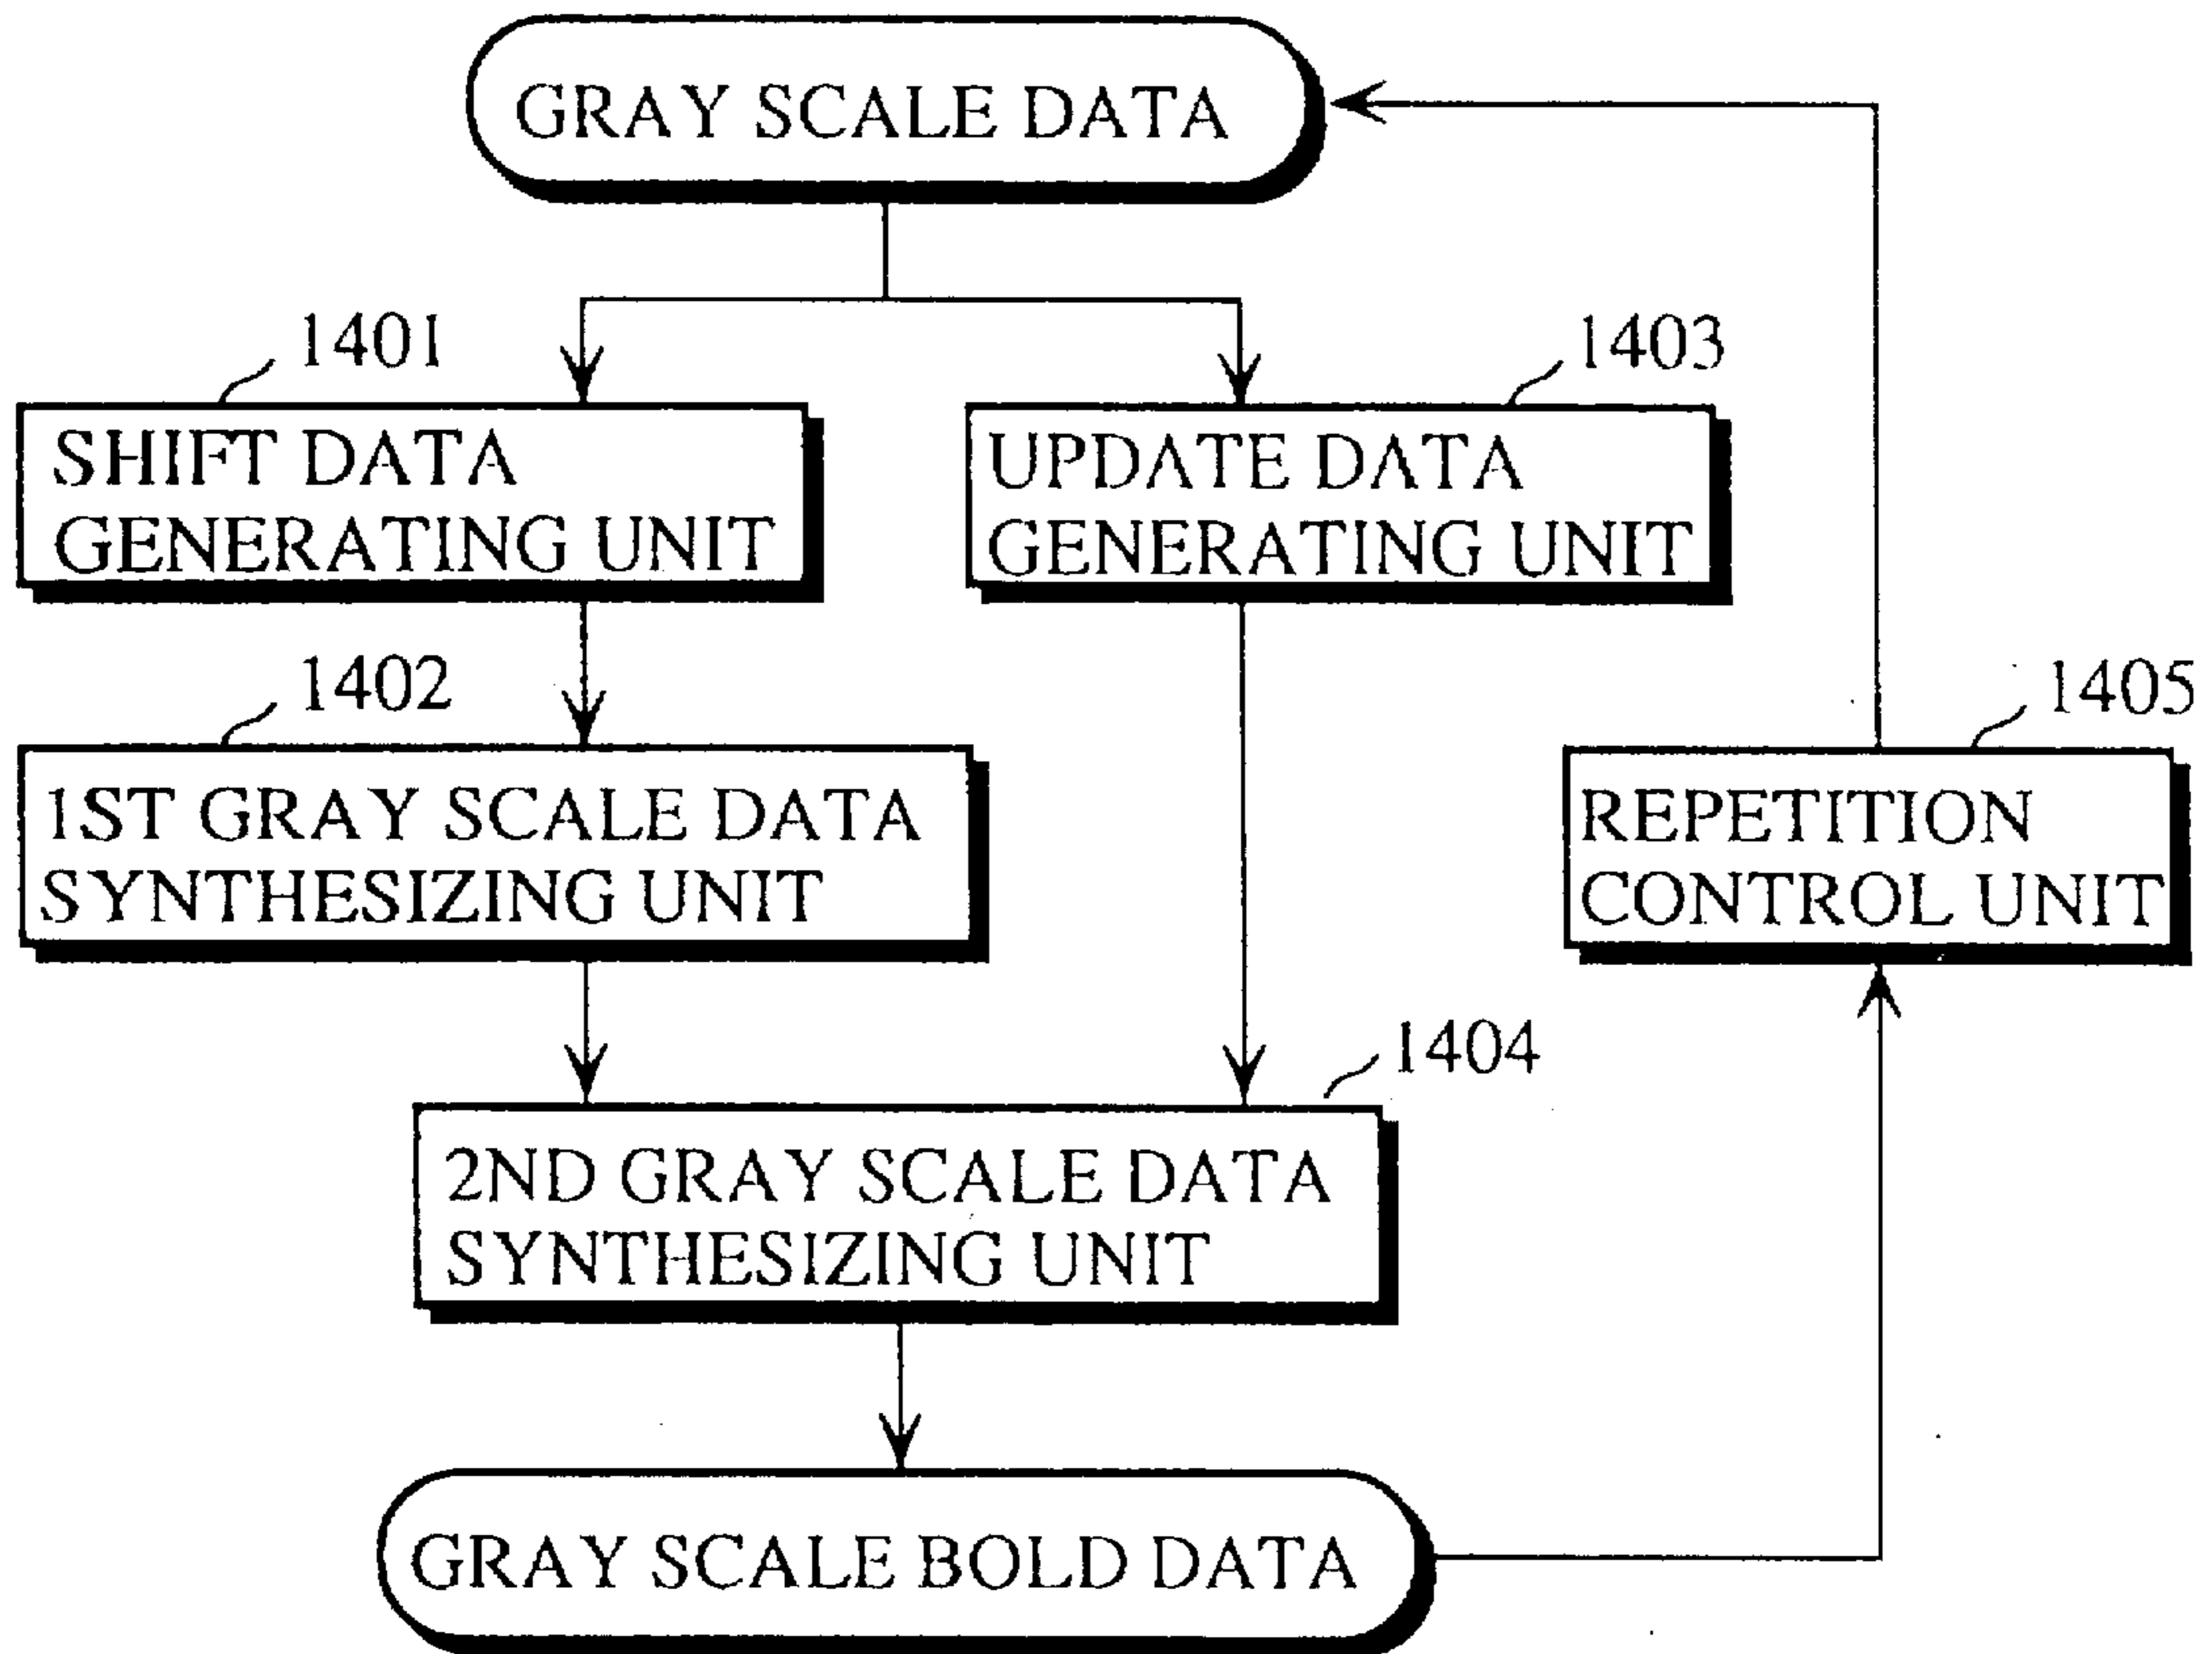 GRAY SCALE DATA
1401
1403
SHIFT DATA
GENERATING UNIT
UPDATE DATA
GENERATING UNIT
1402
1405
1ST GRAY SCALE DATA
SYNTHESIZING UNIT
REPETITION
CONTROL UNIT
1404
2ND GRAY SCALE DATA
SYNTHESIZING UNIT
GRAY SCALE BOLD DATA